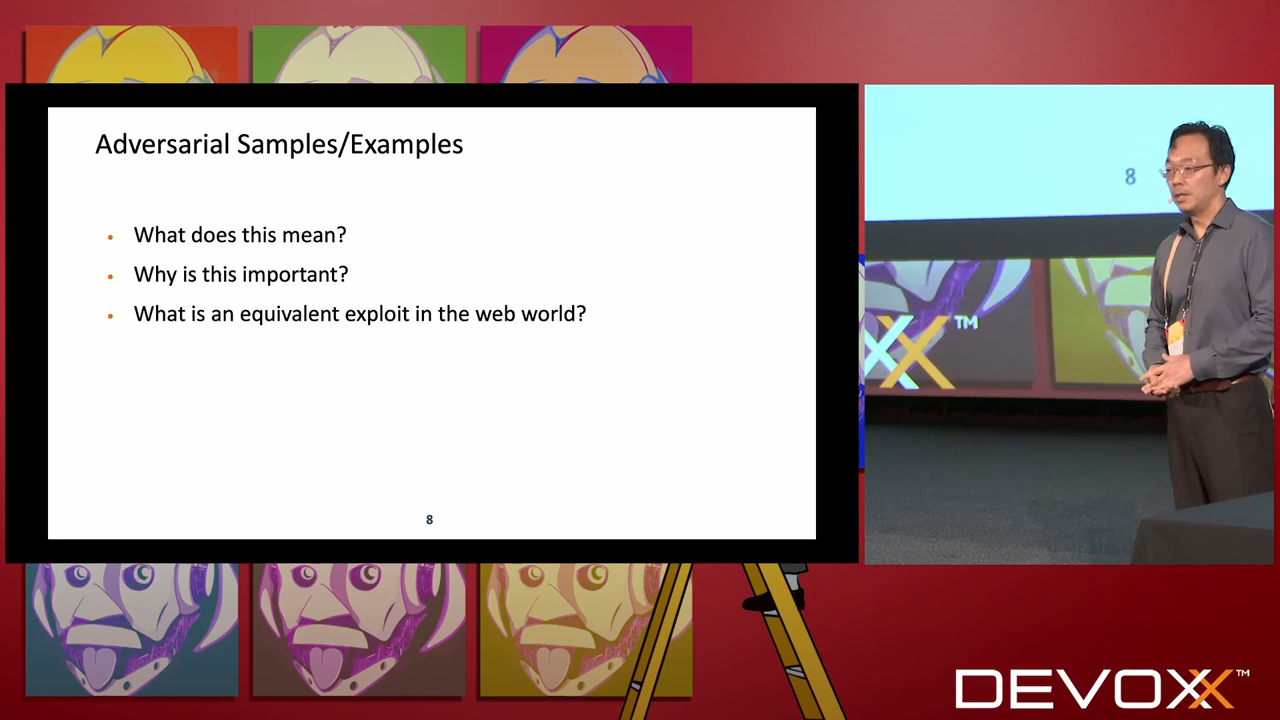 Adversarial Samples/Examples
What does this mean?
Why is this important?
What is an equivalent exploit in the web world?
8
8
XX™
DEVOXX™